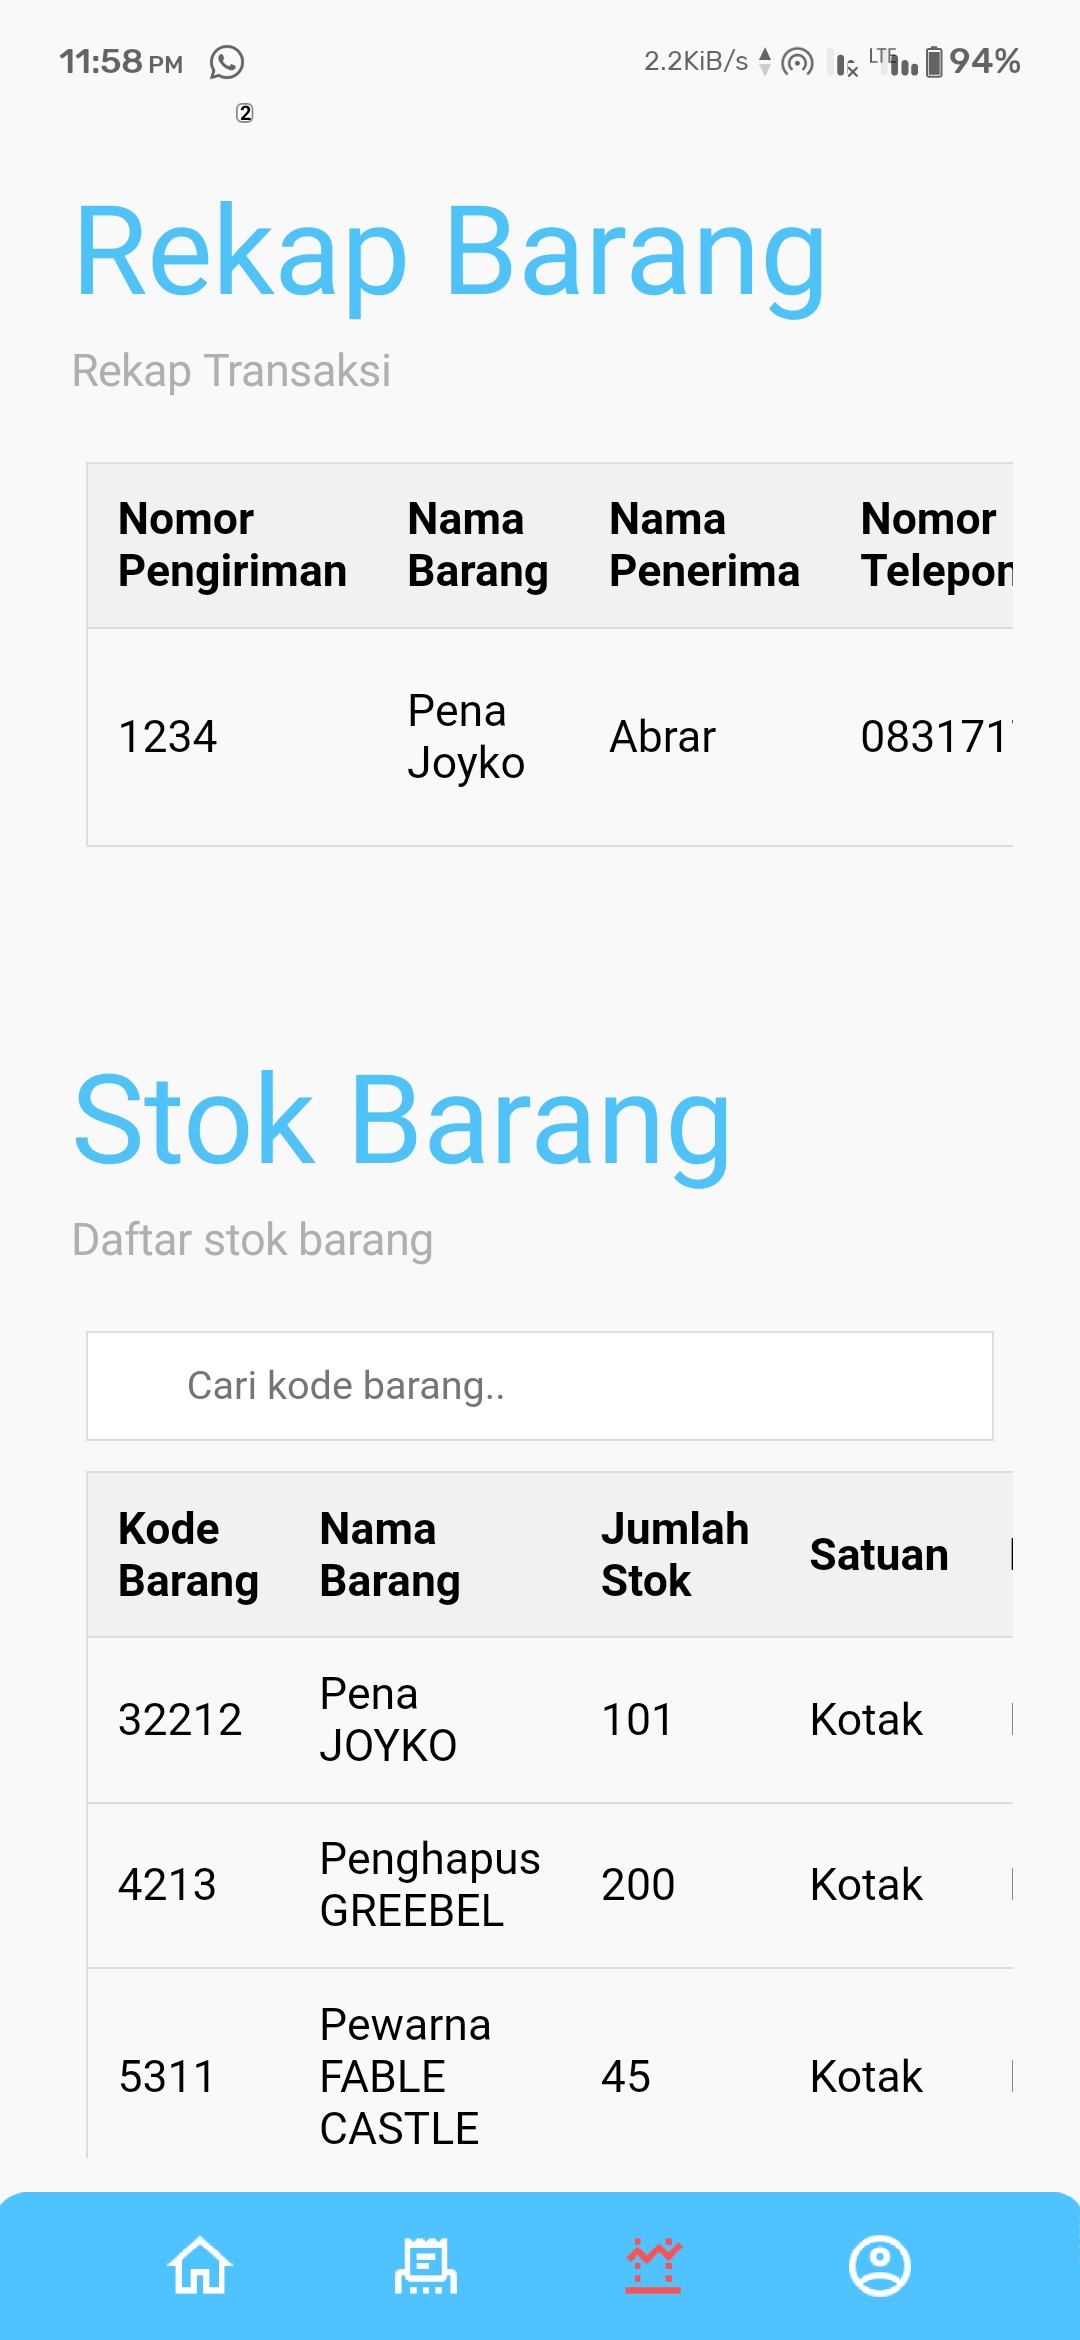 11:58 PM
2.2KiB/s LTE 94%
2
Rekap Barang
Rekap Transaksi
Nomor Pengiriman
Nama Barang
Nama Penerima
Nomor Telepon
1234
Pena Joyko
Abrar
083171
Stok Barang
Daftar stok barang
Cari kode barang..
Kode Barang
Nama Barang
Jumlah Stok
Satuan
32212
Pena JOYKO
101
Kotak
4213
Penghapus GREEBEL
200
Kotak
5311
Pewarna FABLE CASTLE
45
Kotak